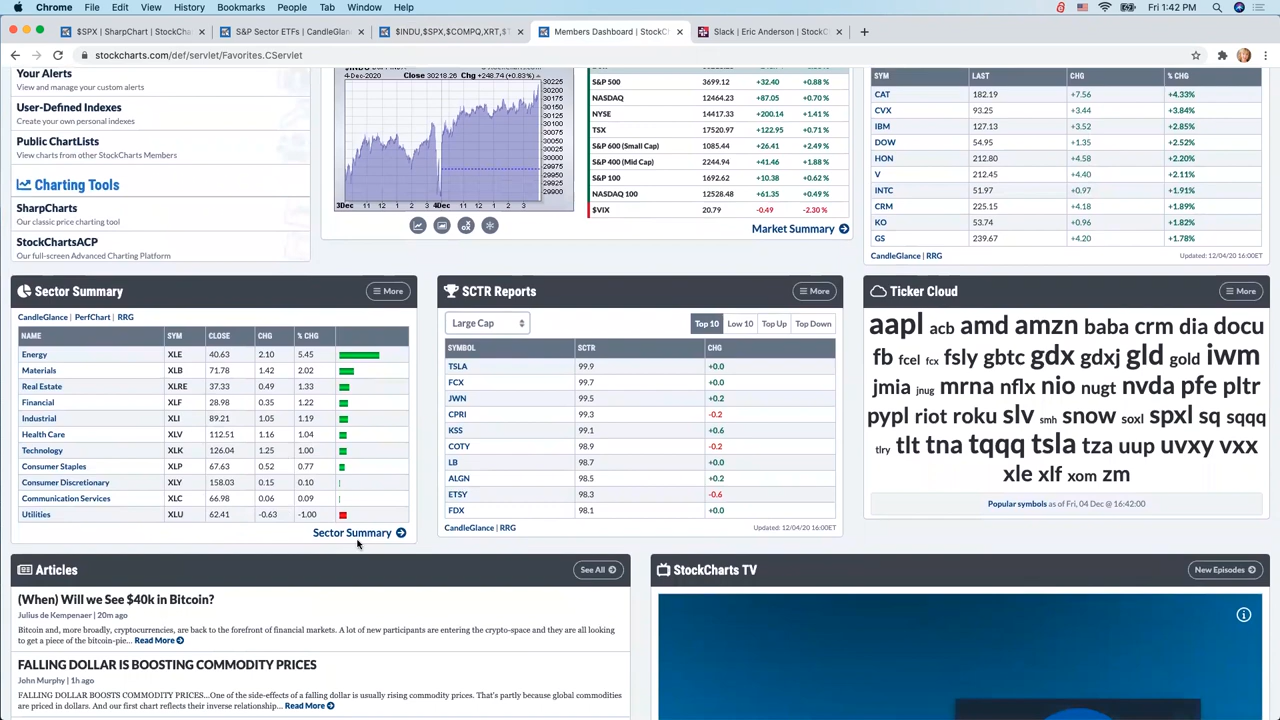 Chrome File Edit View History Bookmarks People Tab Window Help Fri 1:42 PM
$SPX | SharpChart | StockCha
S&P Sector ETFs | CandleGlan
$INDU,$SPX,$COMPQ,XRT,$T
Members Dashboard | StockC
Slack | Eric Anderson | StockC
stockcharts.com/def/servlet/Favorites.CServlet
Your Alerts
View and manage your custom alerts
User-Defined Indexes
Create your own personal indexes
Public ChartLists
View charts from other StockCharts Members
Charting Tools
SharpCharts
Our classic price charting tool
StockChartsACP
Our full-screen Advanced Charting Platform
4-Dec-2020 Close 30218.26 Chg +248.74 (+0.83%)
30225
30200
30175
30150
30125
30100
30075
30050
30025
30000
29975
29950
29925
29900
3Dec 11 12 1 2 3 4Dec 11 12 1 2 3
S&P 500 3699.12 +32.40 +0.88 %
NASDAQ 12464.23 +87.05 +0.70 %
NYSE 14417.33 +200.14 +1.41 %
TSX 17520.97 +122.95 +0.71 %
S&P 600 (Small Cap) 1085.44 +26.41 +2.49 %
S&P 400 (Mid Cap) 2244.94 +41.46 +1.88 %
S&P 100 1692.62 +10.38 +0.62 %
NASDAQ 100 12528.48 +61.35 +0.49 %
$VIX 20.79 -0.49 -2.30 %
Market Summary
SYM LAST CHG % CHG
CAT 182.19 +7.56 +4.33%
CVX 93.25 +3.44 +3.84%
IBM 127.13 +3.52 +2.85%
DOW 54.95 +1.35 +2.52%
HON 212.80 +4.58 +2.20%
V 212.45 +4.40 +2.11%
INTC 51.97 +0.97 +1.91%
CRM 225.15 +4.18 +1.89%
KO 53.74 +0.96 +1.82%
GS 239.67 +4.20 +1.78%
CandleGlance | RRG Updated: 12/04/20 16:00ET
Sector Summary More
CandleGlance | PerfChart | RRG
NAME SYM CLOSE CHG % CHG
Energy XLE 40.63 2.10 5.45
Materials XLB 71.78 1.42 2.02
Real Estate XLRE 37.33 0.49 1.33
Financial XLF 28.98 0.35 1.22
Industrial XLI 89.21 1.05 1.19
Health Care XLV 112.51 1.16 1.04
Technology XLK 126.04 1.25 1.00
Consumer Staples XLP 67.63 0.52 0.77
Consumer Discretionary XLY 158.03 0.15 0.10
Communication Services XLC 66.98 0.06 0.09
Utilities XLU 62.41 -0.63 -1.00
Sector Summary
SCTR Reports More
Large Cap Top 10 Low 10 Top Up Top Down
SYMBOL SCTR CHG
TSLA 99.9 +0.0
FCX 99.7 +0.0
JWN 99.5 +0.2
CPRI 99.3 -0.2
KSS 99.1 +0.6
COTY 98.9 -0.2
LB 98.7 +0.0
ALGN 98.5 +0.2
ETSY 98.3 -0.6
FDX 98.1 +0.0
CandleGlance | RRG Updated: 12/04/20 16:00ET
Ticker Cloud More
aapl acb amd amzn baba crm dia docu
fb fcel fcx fsly gbtc gdx gdxj gld gold iwm
jmia jnug mrna nflx nio nugt nvda pfe pltr
pypl riot roku slv smh snow soxl spxl sq sqqq
tlry tlt tna tqqq tsla tza uup uvxy vxx
xle xlf xom zm
Popular symbols as of Fri, 04 Dec @ 16:42:00
Articles See All
(When) Will we See $40k in Bitcoin?
Julius de Kempenaer | 20m ago
Bitcoin and, more broadly, cryptocurrencies, are back to the forefront of financial markets. A lot of new participants are entering the crypto-space and they are all looking
to get a piece of the bitcoin-pie... Read More
FALLING DOLLAR IS BOOSTING COMMODITY PRICES
John Murphy | 1h ago
FALLING DOLLAR BOOSTS COMMODITY PRICES...One of the side-effects of a falling dollar is usually rising commodity prices. That's partly because global commodities
are priced in dollars. And our first chart reflects their inverse relationship... Read More
StockCharts TV New Episodes